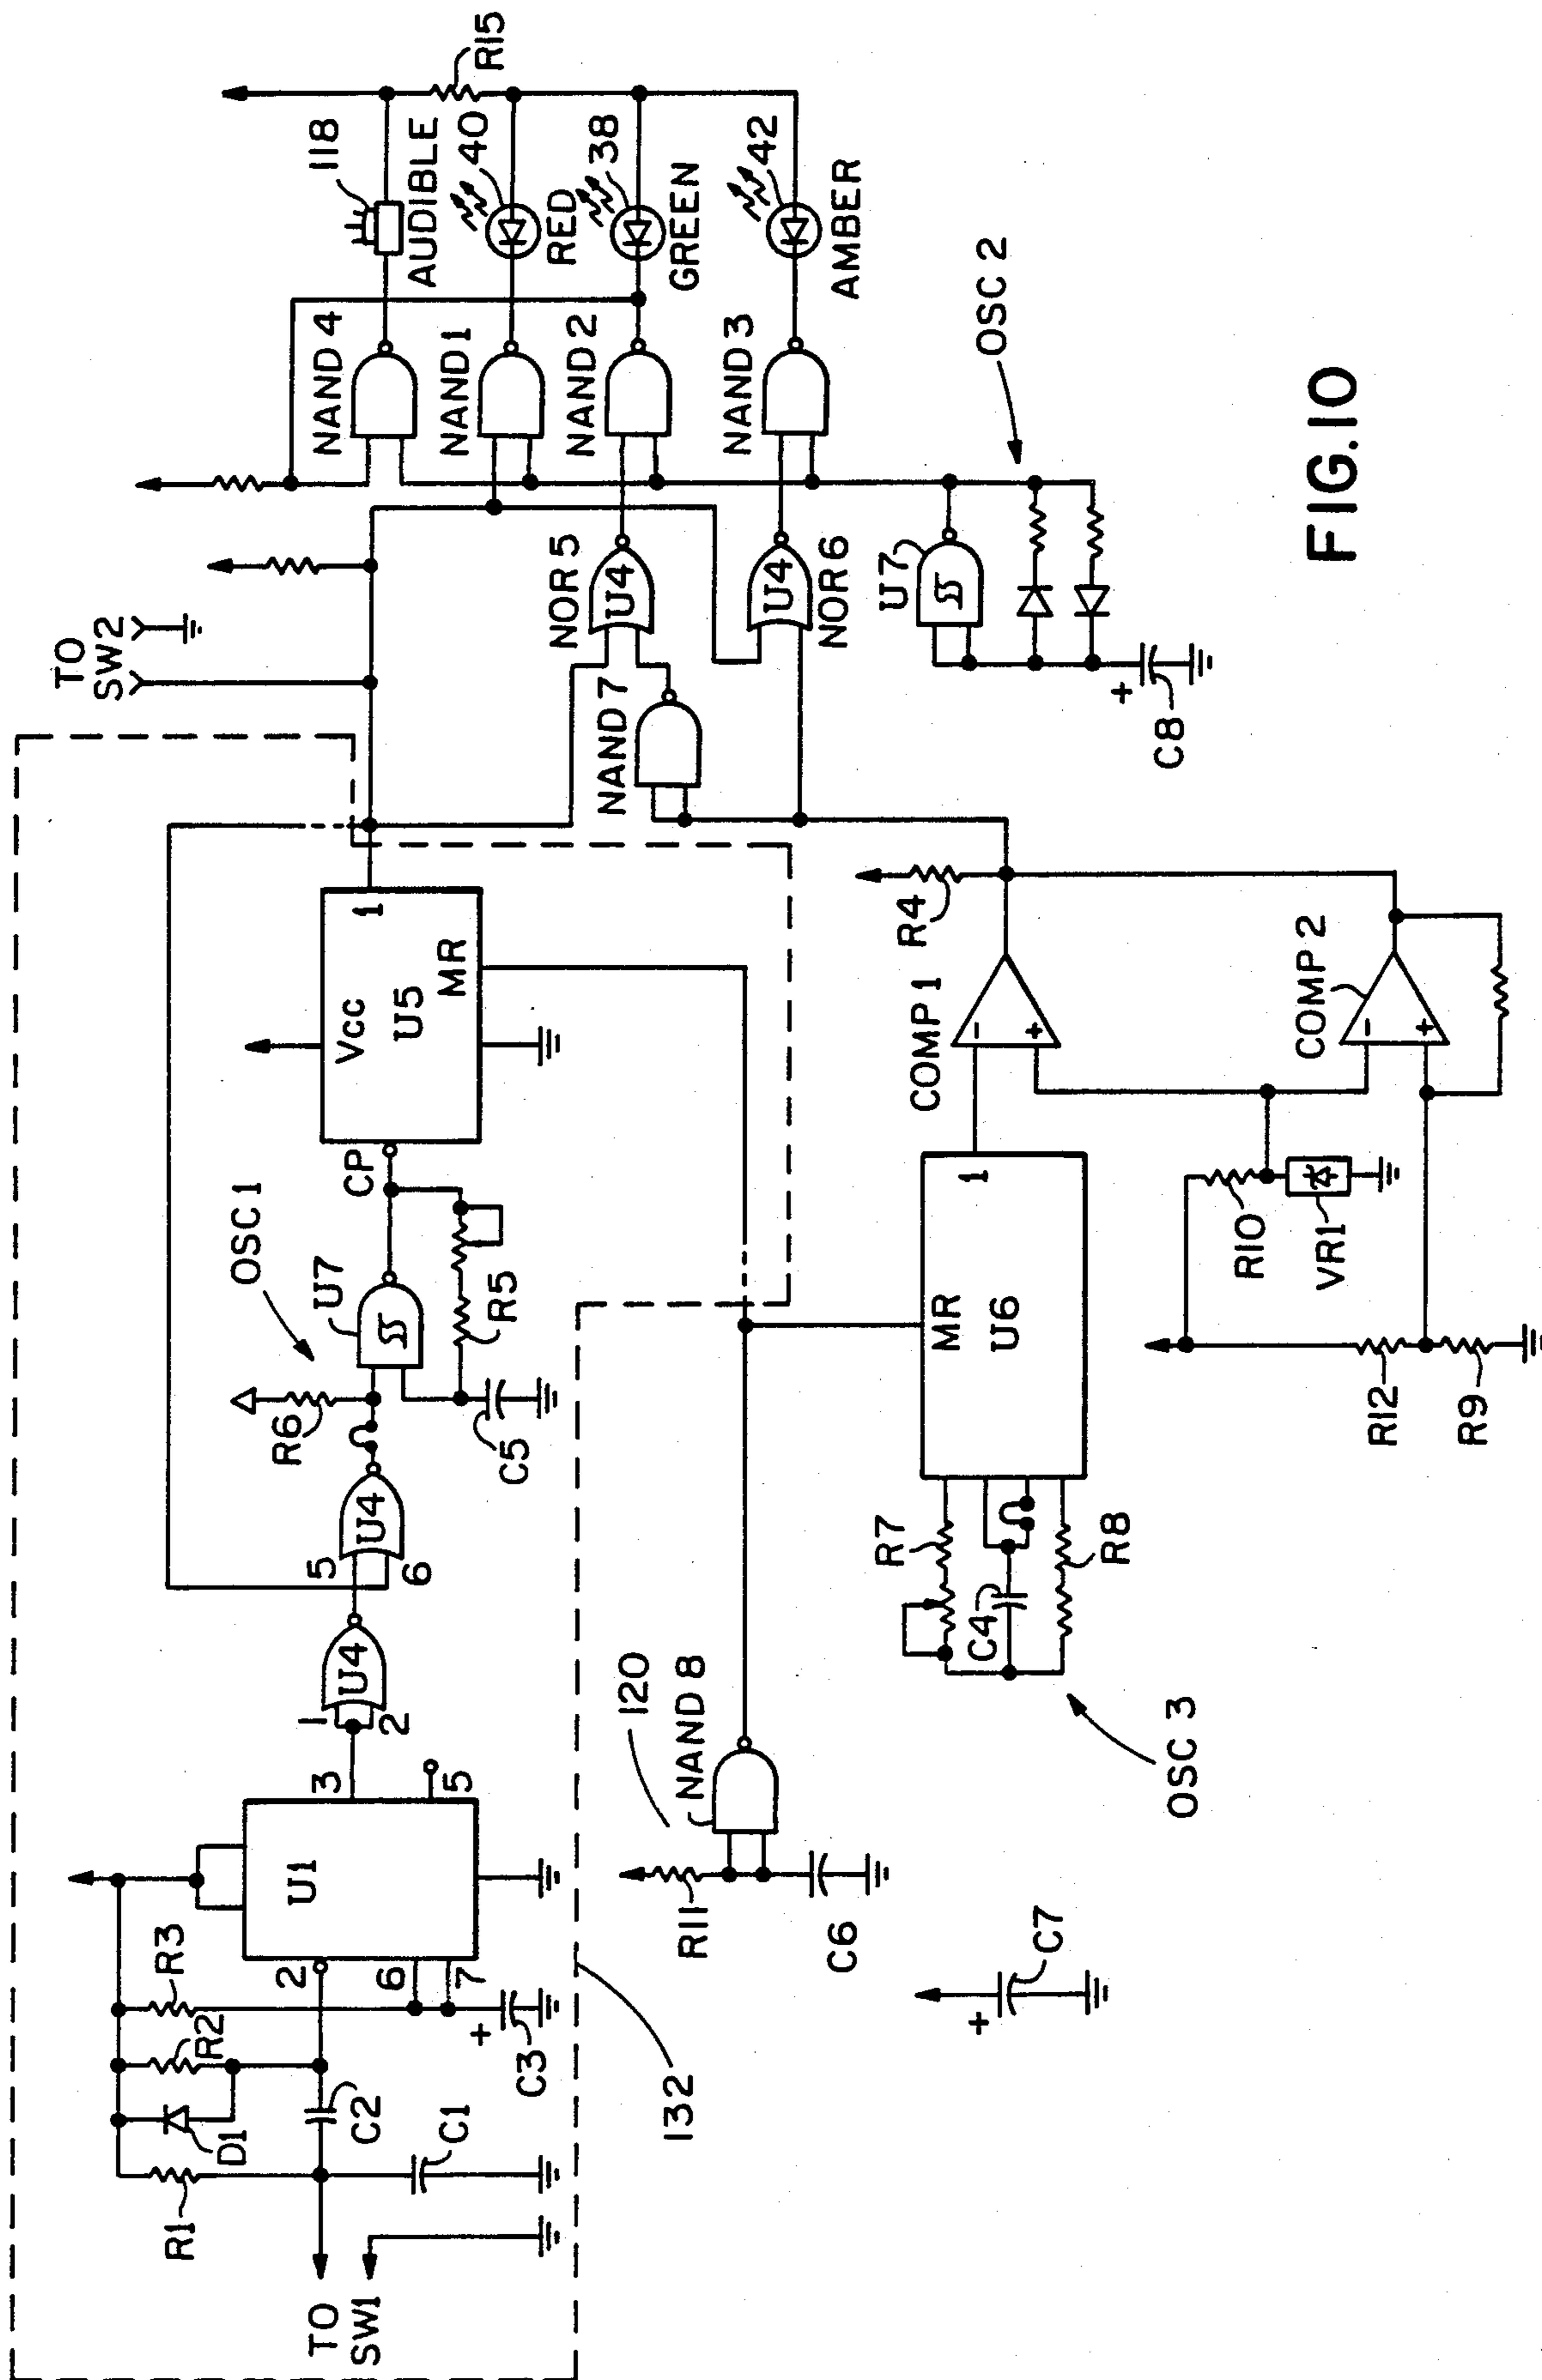 TO
SW1
R1
D1
R2
R3
C2
C1
C3
+
2
6
7
U1
3
5
1
2
U4
5
6
U4
R6
OSC 1
U7
C5
R5
CP
Vcc
U5
MR
1
TO
SW2
132
120
R11
C6
NAND 8
C7
+
OSC 3
R7
C4
R8
MR
U6
1
COMP 1
-
+
R4
R10
VR1
R12
R9
COMP 2
-
+
NAND 7
NOR 5
U4
U4
NOR 6
U7
C8
+
OSC 2
NAND 4
NAND 1
NAND 2
NAND 3
118
AUDIBLE
40
RED
38
GREEN
42
AMBER
R15
FIG.10